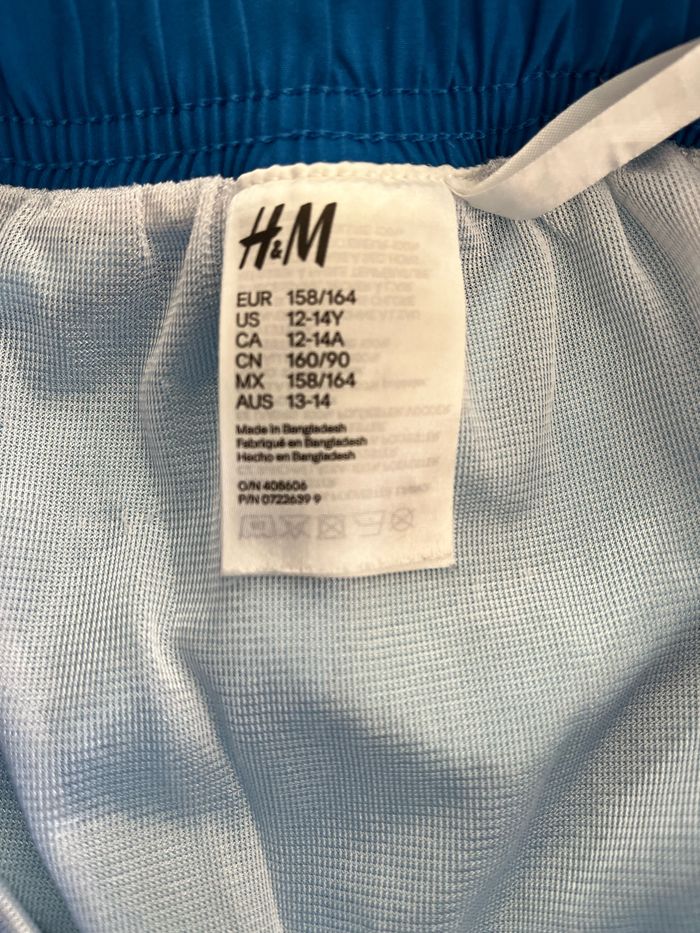 H&M
EUR 158/164
US 12-14Y
CA 12-14A
CN 160/90
MX 158/164
AUS 13-14
Made in Bangladesh
Fabriqué en Bangladesh
Hecho en Bangladesh
O/N 408606
P/N 0722639 9